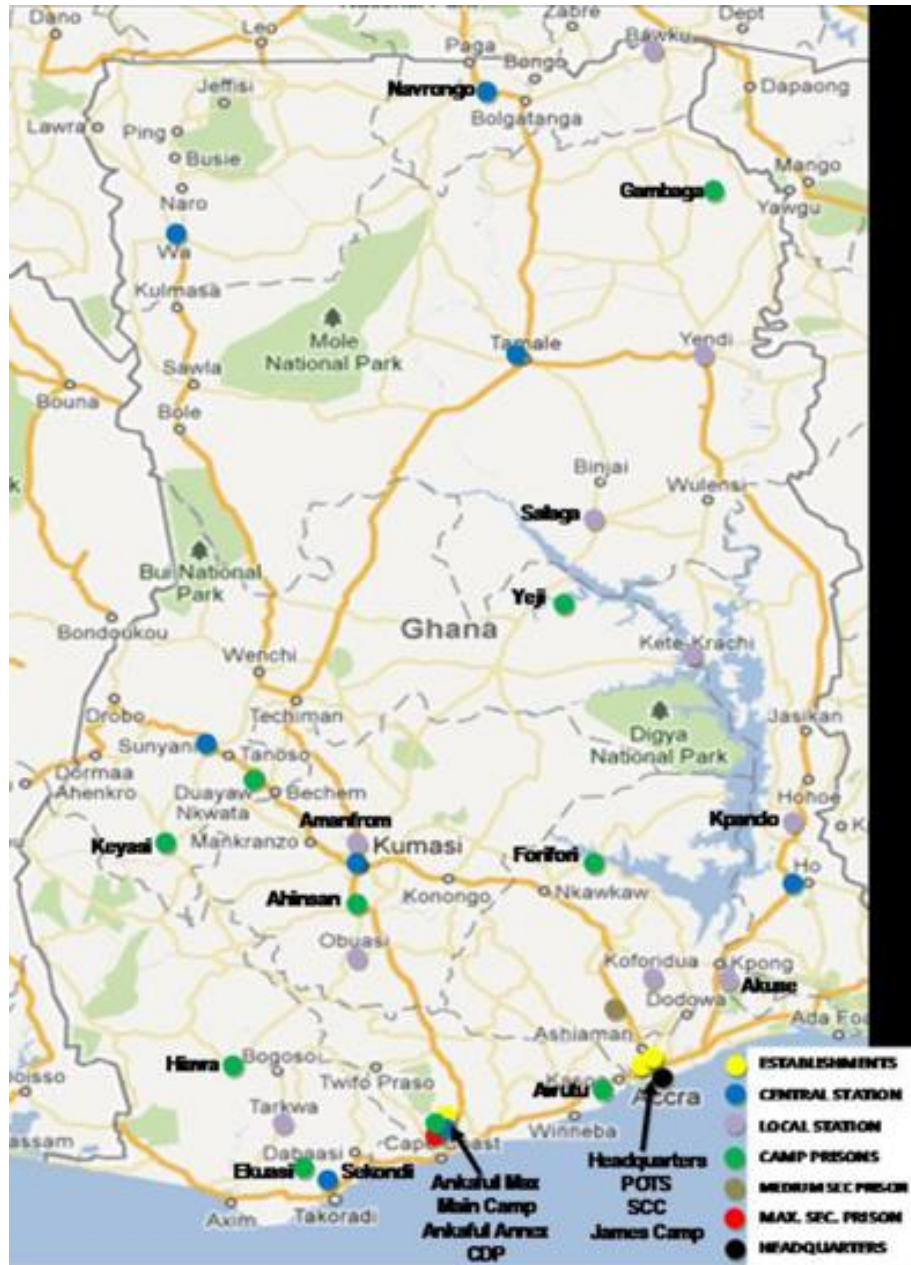 Dano
Leo
Zabre
Dept
Paga
Bongo
Bawku
Navrongo
Bolgatanga
Dapaong
Jeffisi
Lawra
Ping
Busie
Naro
Mango
Gambaga
Yawgu
Wa
Kulmasa
Mole
National Park
Tamale
Yendi
Sawla
Bouna
Bole
Binjai
Wulensi
Salaga
Bui National
Park
Yeji
Bondoukou
Ghana
Kete-Krachi
Wenchi
Drobo
Techiman
Digya
National Park
Jasikan
Sunyani
Tanoso
Dormaa
Ahenkro
Duayaw
Nkwata
Bechem
Hohoe
Amanfrom
Kpando
Keyasi
Mankranzo
Kumasi
Forifori
Ho
Konongo
Nkawkaw
Ahinsan
Obuasi
Koforidua
Kpong
Akuse
Dodowa
Ashiaman
Ada Foa
Hiawa
Bogoso
Twifo Praso
Kasoa
Awutu
Accra
Tarkwa
Winneba
Dabaasi
Cape Coast
Ekuasi
Sekondi
Axim
Takoradi
Ankaful Max
Main Camp
Ankaful Annex
CDP
Headquarters
POTS
SCC
James Camp
ESTABLISHMENTS
CENTRAL STATION
LOCAL STATION
CAMP PRISONS
MEDIUM SEC PRISON
MAX. SEC. PRISON
HEADQUARTERS